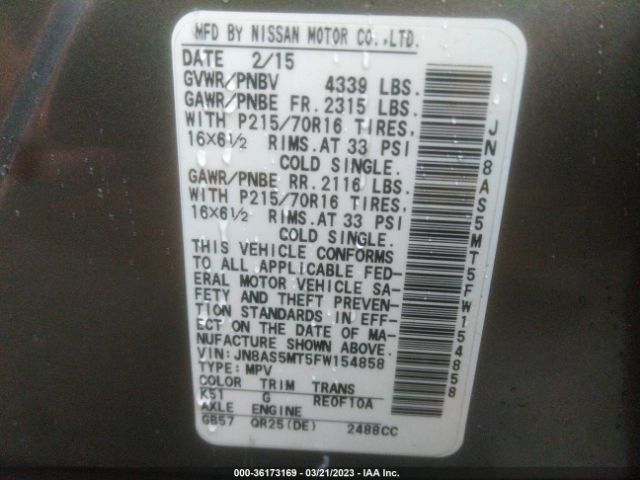 MFD BY NISSAN MOTOR CO.,LTD.
DATE 2/15
GVWR/PNBV 4339 LBS.
GAWR/PNBE FR.2315 LBS.
WITH P215/70R16 TIRES,
16X6½ RIMS.AT 33 PSI
COLD SINGLE.
GAWR/PNBE RR.2116 LBS.
WITH P215/70R16 TIRES,
16X6½ RIMS.AT 33 PSI
COLD SINGLE.
THIS VEHICLE CONFORMS
TO ALL APPLICABLE FED-
ERAL MOTOR VEHICLE SA-
FETY AND THEFT PREVEN-
TION STANDARDS IN EFF-
ECT ON THE DATE OF MA-
NUFACTURE SHOWN ABOVE.
VIN:JN8AS5MT5FW154858
TYPE:MPV
COLOR TRIM TRANS
K51 G RE0F10A
AXLE ENGINE
GB57 QR25(DE) 2488CC
JN8AS5MT5FW154858
000-36173169 - 03/21/2023 - IAA Inc.